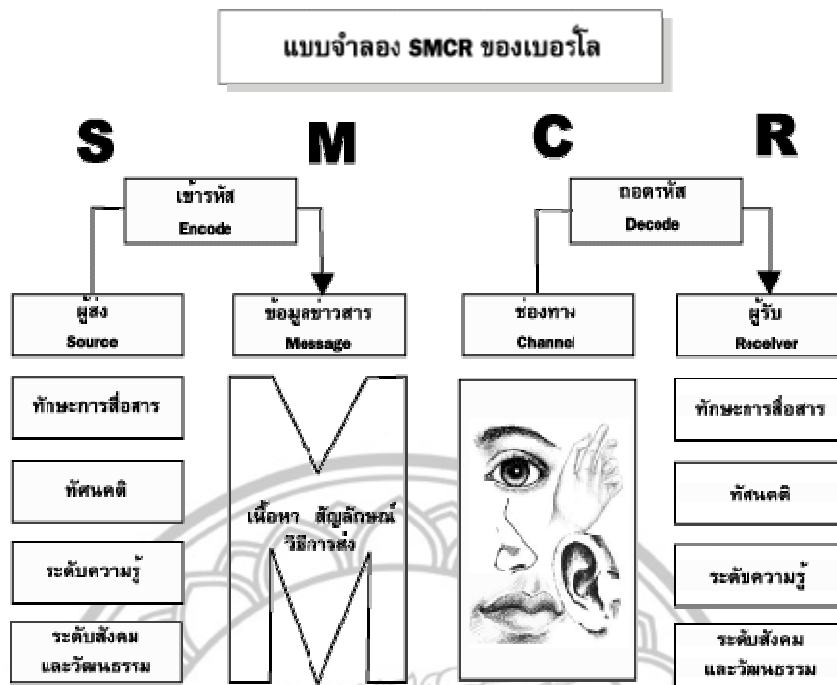 แบบจำลอง SMCR ของเบอร์โล
S M C R
เข้ารหัส
Encode
ถอดรหัส
Decode
ผู้ส่ง
Source
ข้อมูลข่าวสาร
Message
ช่องทาง
Channel
ผู้รับ
Receiver
ทักษะการสื่อสาร
ทัศนคติ
ระดับความรู้
ระดับสังคม
และวัฒนธรรม
เนื้อหา สัญลักษณ์
วิธีการส่ง
ทักษะการสื่อสาร
ทัศนคติ
ระดับความรู้
ระดับสังคม
และวัฒนธรรม